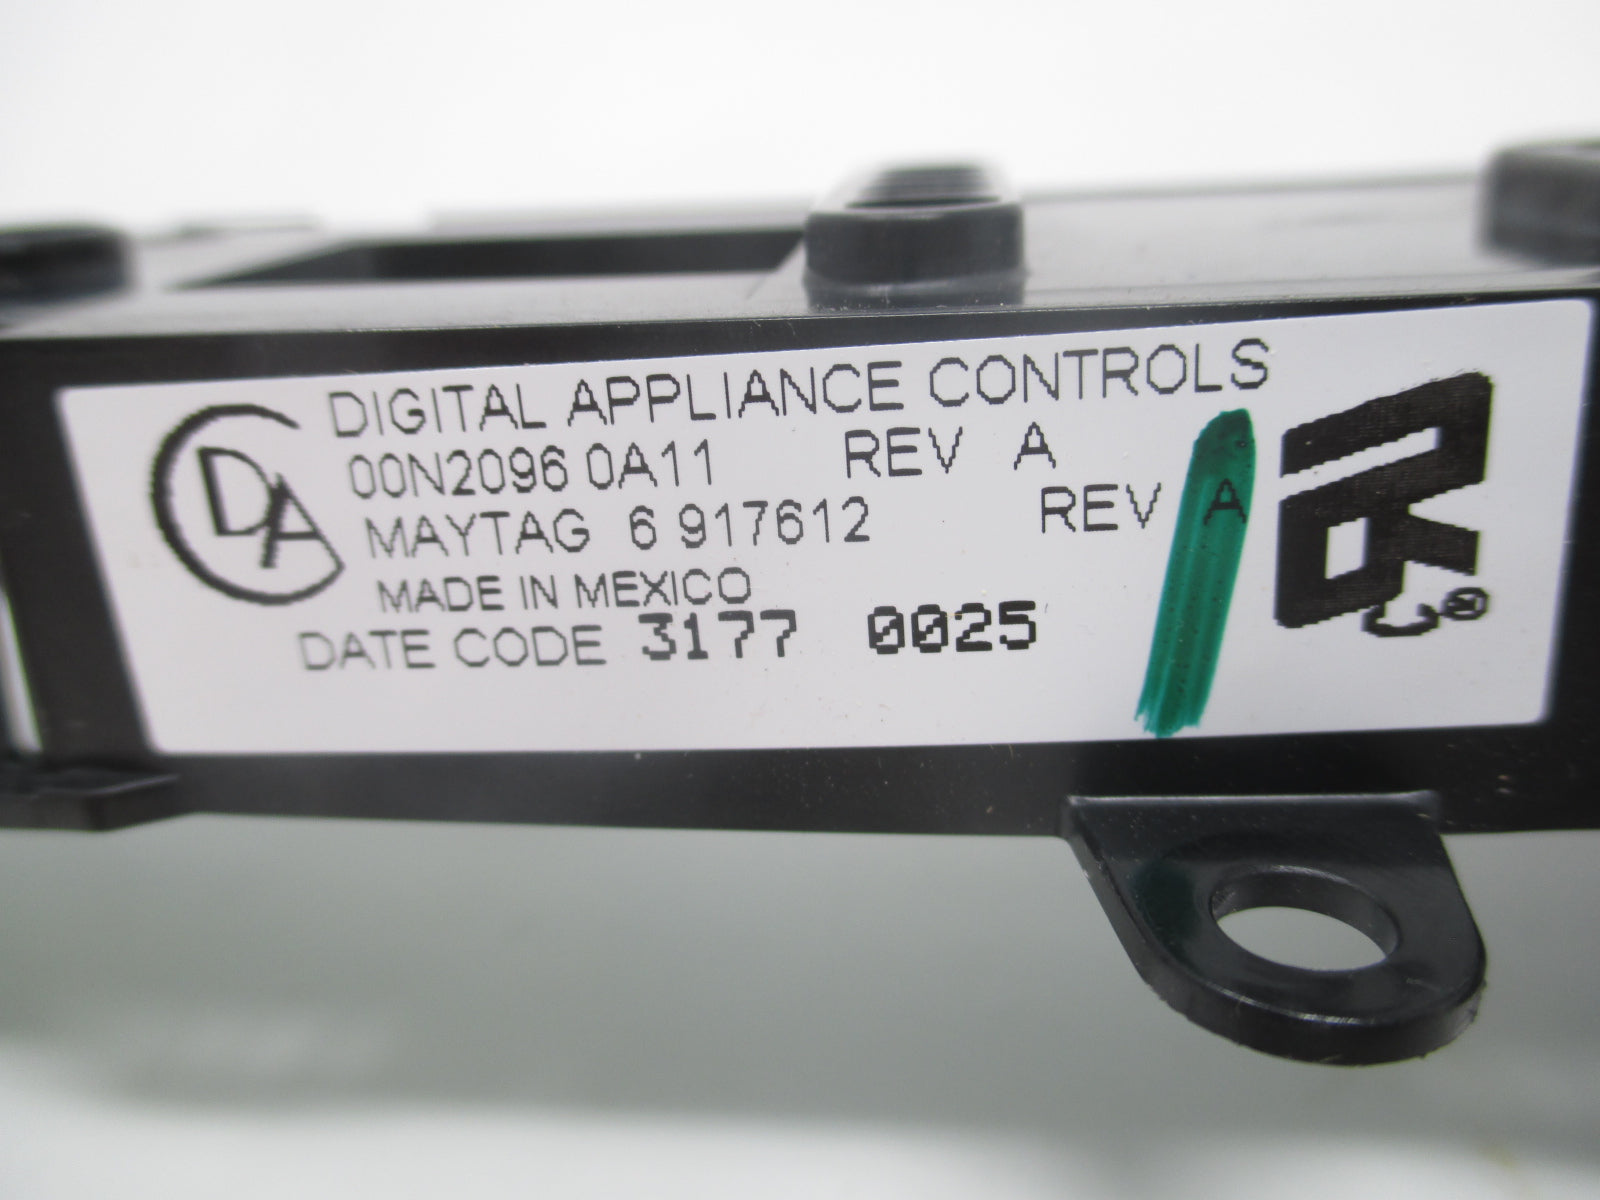 DIGITAL APPLIANCE CONTROLS
00N2096 0A11 REV A
MAYTAG 6 917612 REV A
MADE IN MEXICO
DATE CODE 3177 0025
DA
®